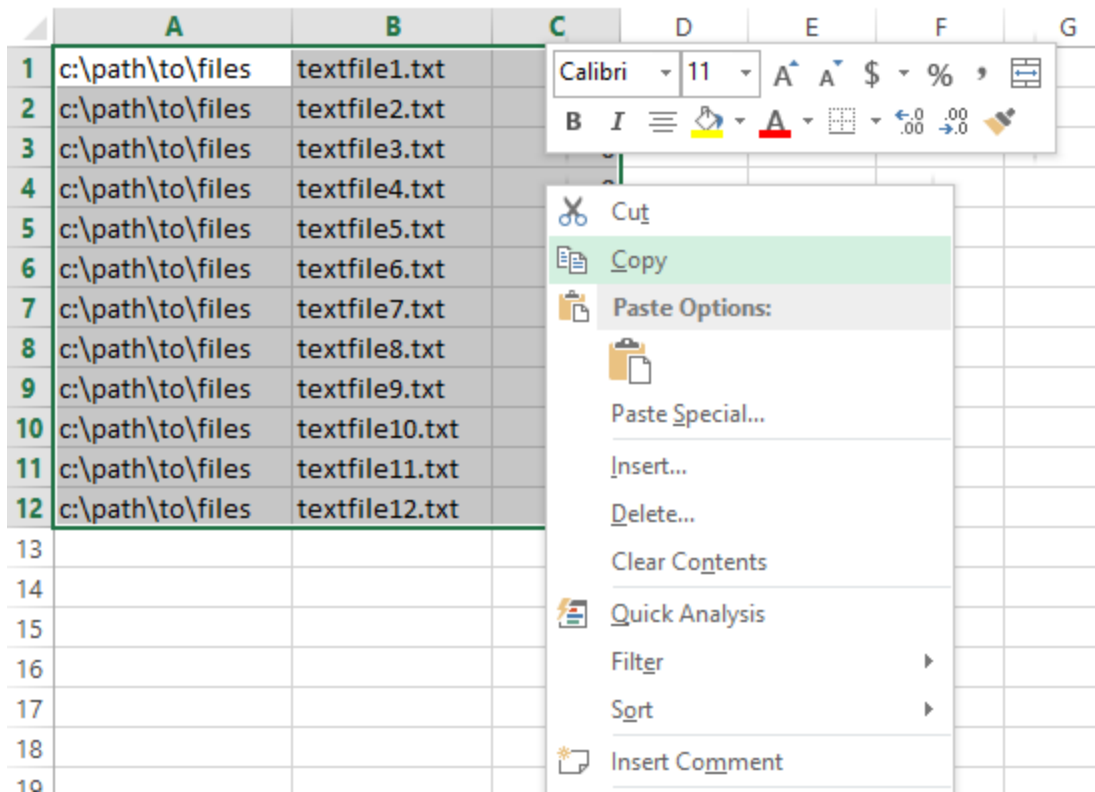 A B C D E F G
1 c:\path\to\files textfile1.txt
Calibri 11 A A $ % ,
2 c:\path\to\files textfile2.txt
B I A .0 .00 .00 .0
3 c:\path\to\files textfile3.txt
4 c:\path\to\files textfile4.txt
5 c:\path\to\files textfile5.txt
6 c:\path\to\files textfile6.txt
7 c:\path\to\files textfile7.txt
8 c:\path\to\files textfile8.txt
9 c:\path\to\files textfile9.txt
10 c:\path\to\files textfile10.txt
11 c:\path\to\files textfile11.txt
12 c:\path\to\files textfile12.txt
13
14
15
16
17
18
19
Cut
Copy
Paste Options:
Paste Special...
Insert...
Delete...
Clear Contents
Quick Analysis
Filter
Sort
Insert Comment